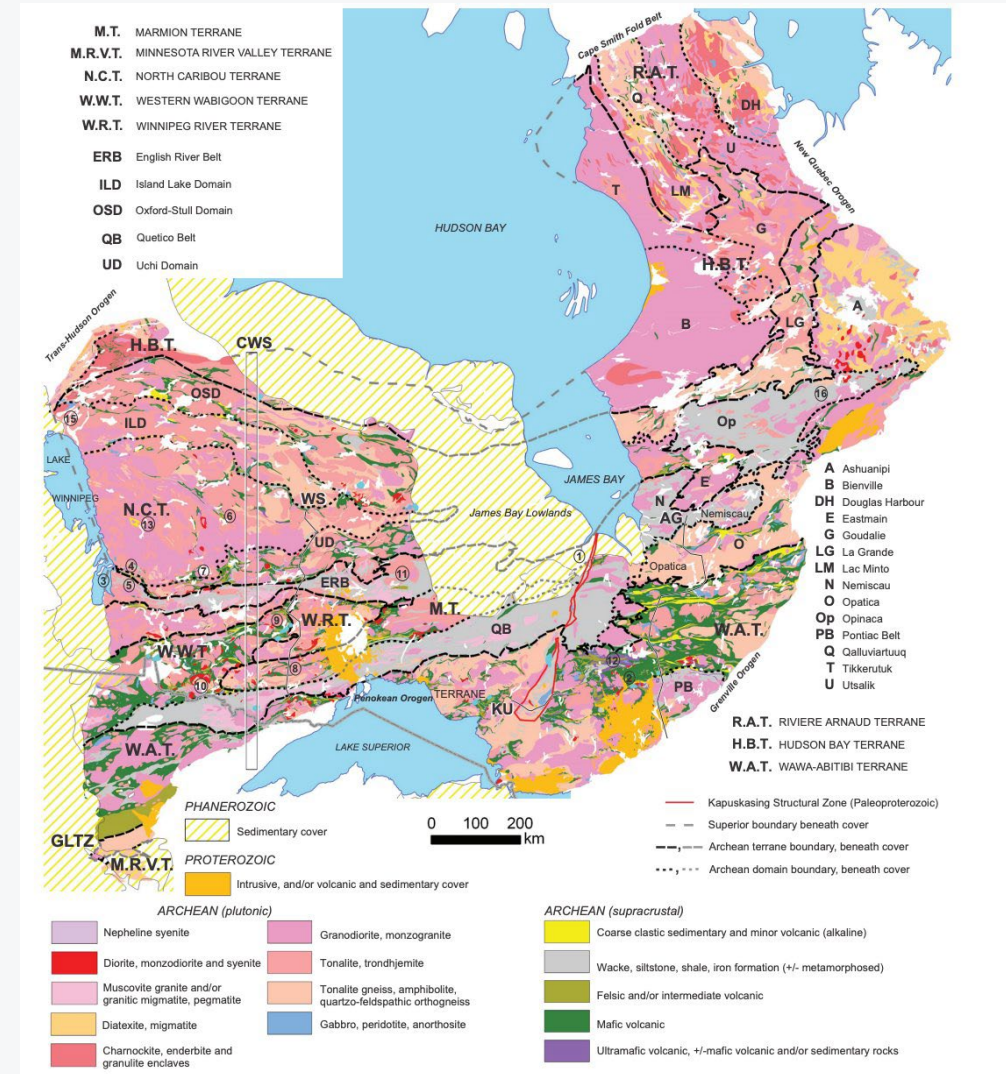 M.T. MARMION TERRANE
M.R.V.T. MINNESOTA RIVER VALLEY TERRANE
N.C.T. NORTH CARIBOU TERRANE
W.W.T. WESTERN WABIGOON TERRANE
W.R.T. WINNIPEG RIVER TERRANE
ERB English River Belt
ILD Island Lake Domain
OSD Oxford-Stull Domain
QB Quetico Belt
UD Uchi Domain
Cape Smith Fold Belt
R.A.T.
Q
DH
U
New Quebec Orogen
T
LM
HUDSON BAY
G
H.B.T.
A
LG
B
Trans-Hudson Orogen
H.B.T.
CWS
OSD
ILD
15
16
Op
LAKE
WINNIPEG
JAMES BAY
E
N
Nemiscau
AG
WS
James Bay Lowlands
N.C.T.
13
6
O
UD
Opatica
1
4
7
3
5
ERB
11
M.T.
9
W.R.T.
QB
W.A.T.
W.W.T
8
12
2
10
PB
Grenville Orogen
Penokean Orogen
TERRANE
KU
W.A.T.
LAKE SUPERIOR
GLTZ
M.R.V.T.
A Ashuanipi
B Bienville
DH Douglas Harbour
E Eastmain
G Goudalie
LG La Grande
LM Lac Minto
N Nemiscau
O Opatica
Op Opinaca
PB Pontiac Belt
Q Qalluviartuuq
T Tikkerutuk
U Utsalik
R.A.T. RIVIERE ARNAUD TERRANE
H.B.T. HUDSON BAY TERRANE
W.A.T. WAWA-ABITIBI TERRANE
Kapuskasing Structural Zone (Paleoproterozoic)
Superior boundary beneath cover
Archean terrane boundary, beneath cover
Archean domain boundary, beneath cover
0 100 200
km
PHANEROZOIC
Sedimentary cover
PROTEROZOIC
Intrusive, and/or volcanic and sedimentary cover
ARCHEAN (plutonic)
Nepheline syenite
Diorite, monzodiorite and syenite
Muscovite granite and/or
granitic migmatite, pegmatite
Diatexite, migmatite
Charnockite, enderbite and
granulite enclaves
Granodiorite, monzogranite
Tonalite, trondhjemite
Tonalite gneiss, amphibolite,
quartzo-feldspathic orthogneiss
Gabbro, peridotite, anorthosite
ARCHEAN (supracrustal)
Coarse clastic sedimentary and minor volcanic (alkaline)
Wacke, siltstone, shale, iron formation (+/- metamorphosed)
Felsic and/or intermediate volcanic
Mafic volcanic
Ultramafic volcanic, +/-mafic volcanic and/or sedimentary rocks